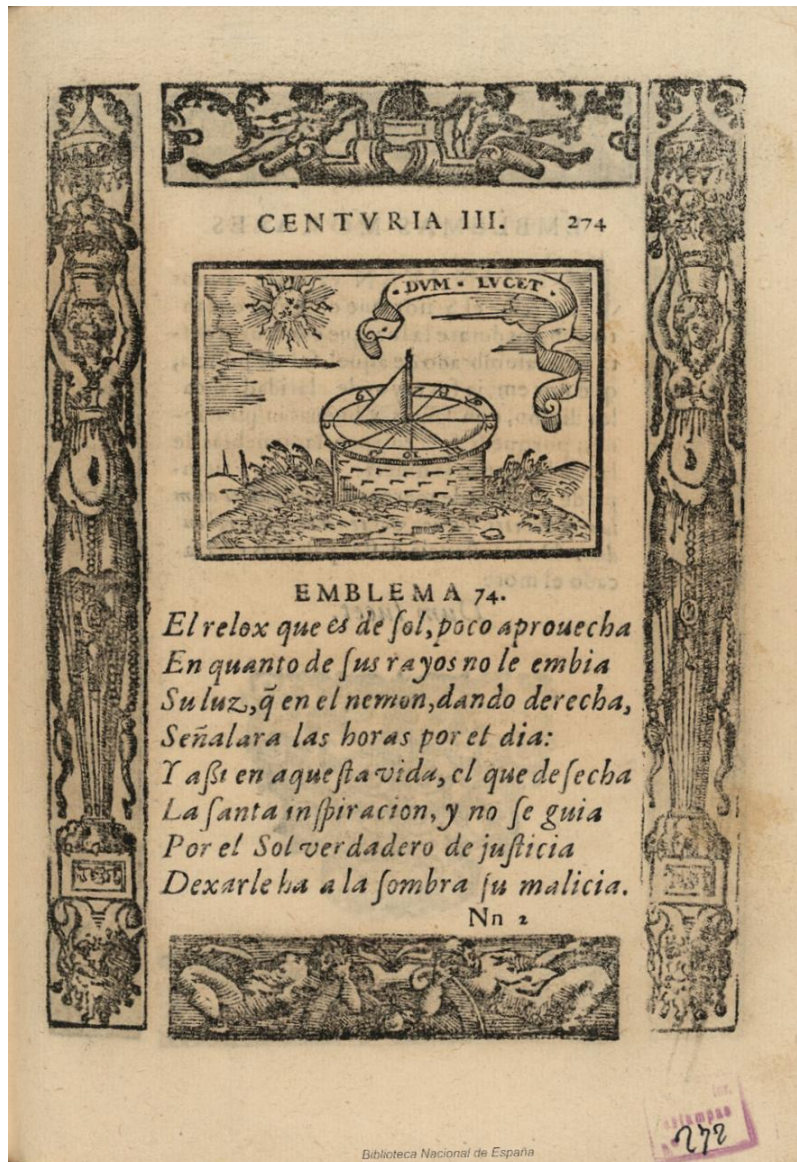 CENTVRIA III. 274
· DVM · LVCET ·
EMBLEMA 74.
El relox que es de ſol, poco aprouecha
En quanto de ſus rayos no le embia
Su luz, q̃ en el nemon, dando derecha,
Señalara las horas por et dia:
Y aßi en aqueſta vida, el que deſecha
La ſanta inſpiracion, y no ſe guia
Por el Sol verdadero de juſticia
Dexarle ha a la ſombra ſu malicia.
Nn 2
272
Biblioteca Nacional de España